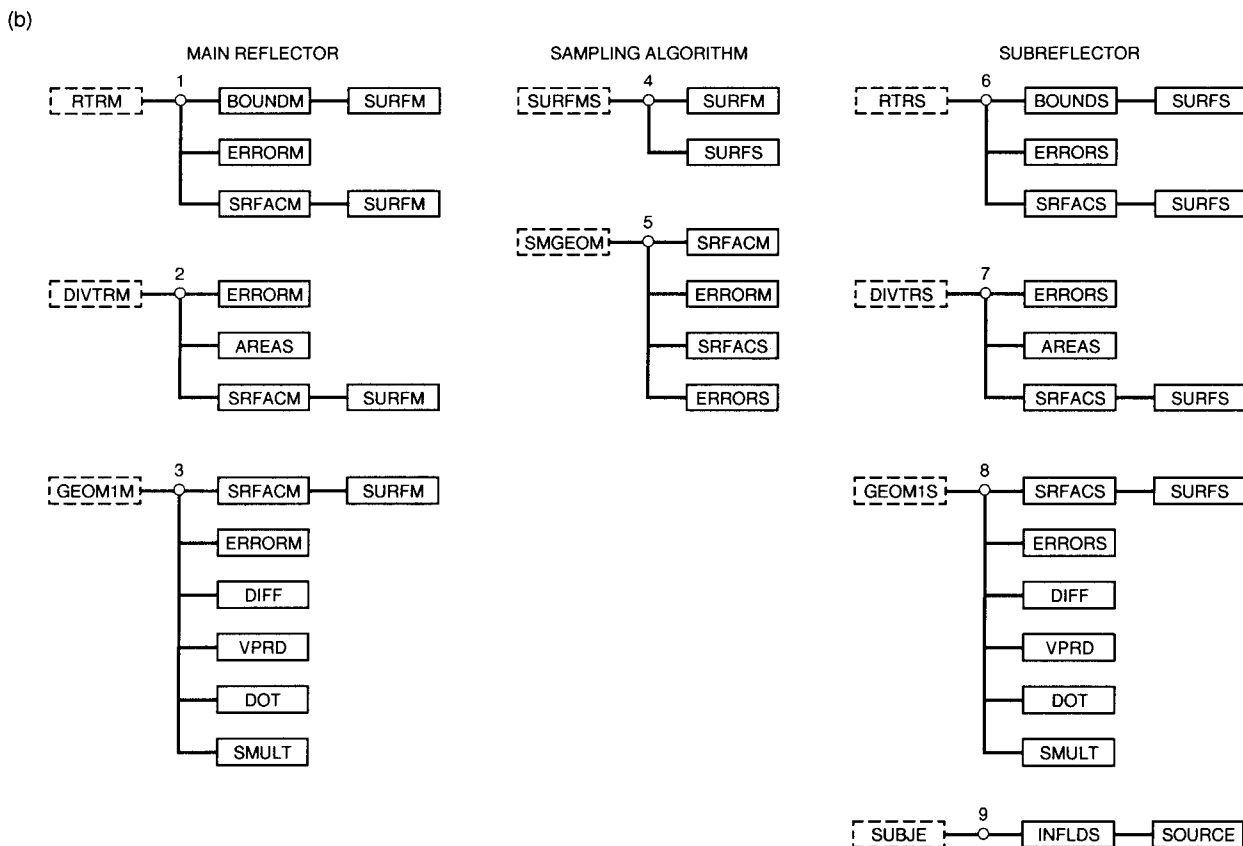 (b)
MAIN REFLECTOR
1
RTRM BOUNDM SURFM
ERRORM
SRFACM SURFM
2
DIVTRM ERRORM
AREAS
SRFACM SURFM
3
GEOM1M SRFACM SURFM
ERRORM
DIFF
VPRD
DOT
SMULT
SAMPLING ALGORITHM
4
SURFMS SURFM
SURFS
5
SMGEOM SRFACM
ERRORM
SRFACS
ERRORS
SUBREFLECTOR
6
RTRS BOUNDS SURFS
ERRORS
SRFACS SURFS
7
DIVTRS ERRORS
AREAS
SRFACS SURFS
8
GEOM1S SRFACS SURFS
ERRORS
DIFF
VPRD
DOT
SMULT
9
SUBJE INFLDS SOURCE